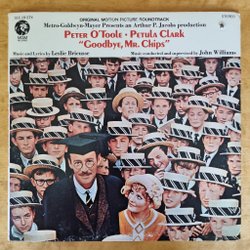 ORIGINAL MOTION PICTURE SOUNDTRACK
STEREO
Metro-Goldwyn-Mayer Presents an Arthur P. Jacobs production
PETER O'TOOLE · PETULA CLARK
"GOODBYE, MR. CHIPS"
Music and Lyrics by Leslie Bricusse
Music conducted and supervised by John Williams
MGM